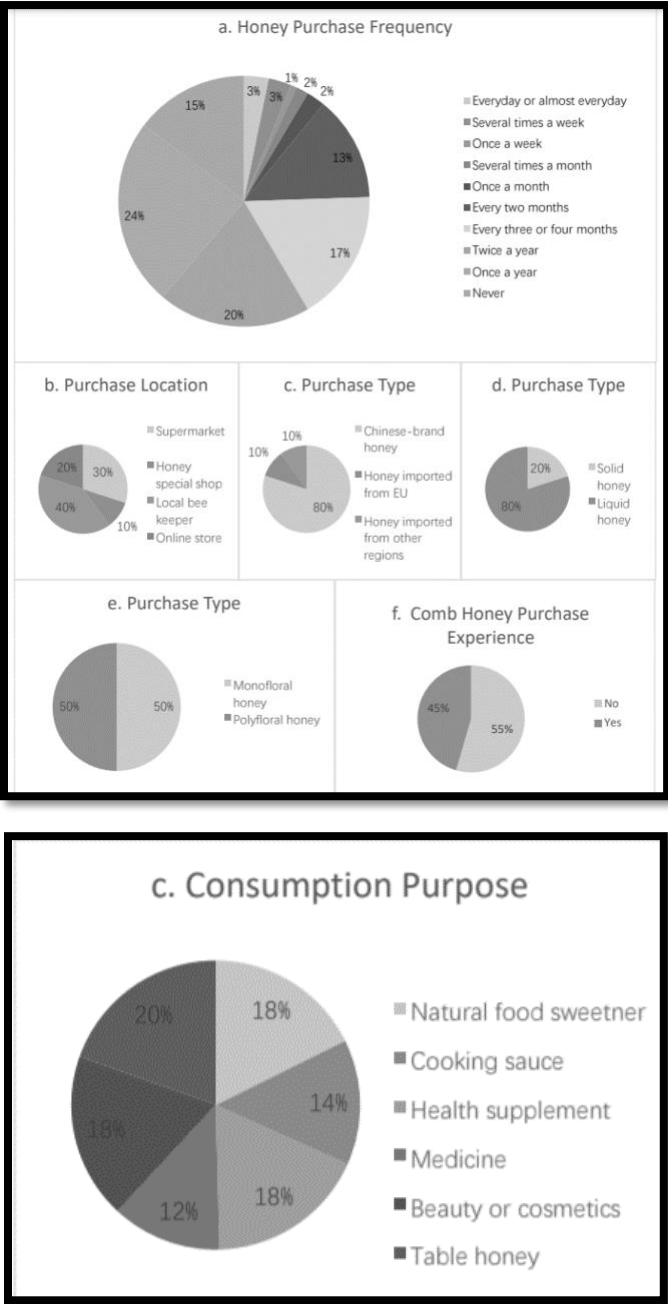 a. Honey Purchase Frequency
3%
3%
1%
2%
2%
13%
17%
20%
24%
15%
Everyday or almost everyday
Several times a week
Once a week
Several times a month
Once a month
Every two months
Every three or four months
Twice a year
Once a year
Never
b. Purchase Location
30%
10%
40%
20%
Supermarket
Honey
special shop
Local bee
keeper
Online store
c. Purchase Type
10%
10%
80%
Chinese-brand
honey
Honey imported
from EU
Honey imported
from other
regions
d. Purchase Type
20%
80%
Solid
honey
Liquid
honey
e. Purchase Type
50%
50%
Monofloral
honey
Polyfloral honey
f. Comb Honey Purchase
Experience
45%
55%
No
Yes
c. Consumption Purpose
18%
14%
18%
12%
18%
20%
Natural food sweetner
Cooking sauce
Health supplement
Medicine
Beauty or cosmetics
Table honey